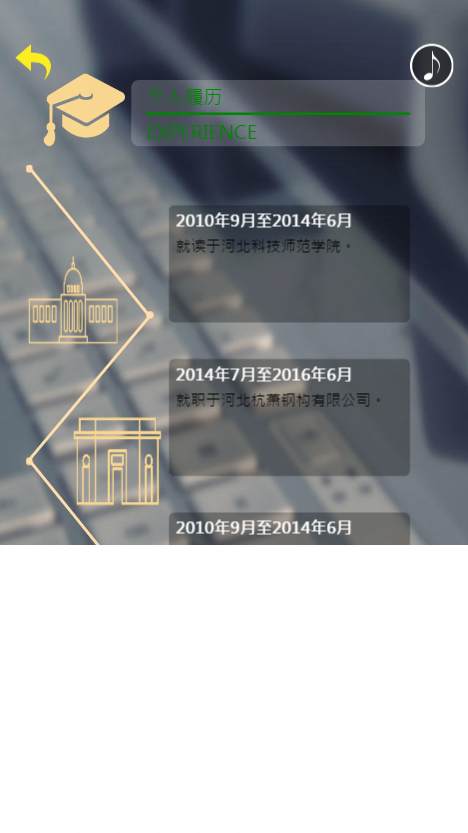 个人履历
EXPERIENCE
2010年9月至2014年6月
就读于河北科技师范学院。
2014年7月至2016年6月
就职于河北杭萧钢构有限公司。
2010年9月至2014年6月